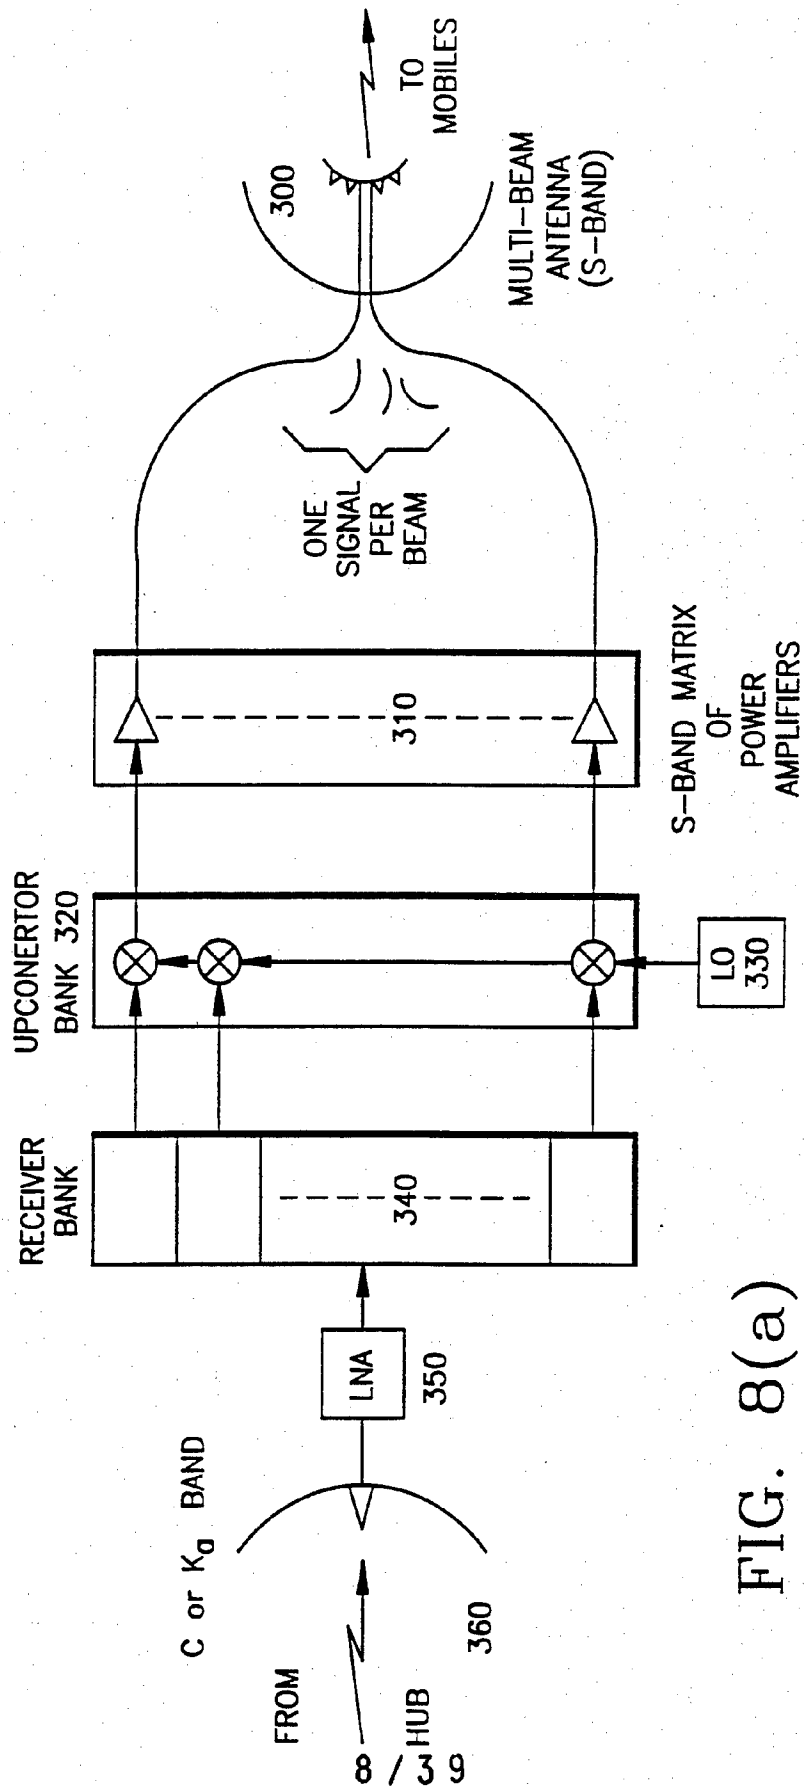 FROM
HUB
C or Ka BAND
360
LNA
350
RECEIVER
BANK
340
UPCONERTOR
BANK 320
LO
330
310
S-BAND MATRIX
OF
POWER
AMPLIFIERS
ONE
SIGNAL
PER
BEAM
300
MULTI-BEAM
ANTENNA
(S-BAND)
TO
MOBILES
FIG. 8(a)
8/39